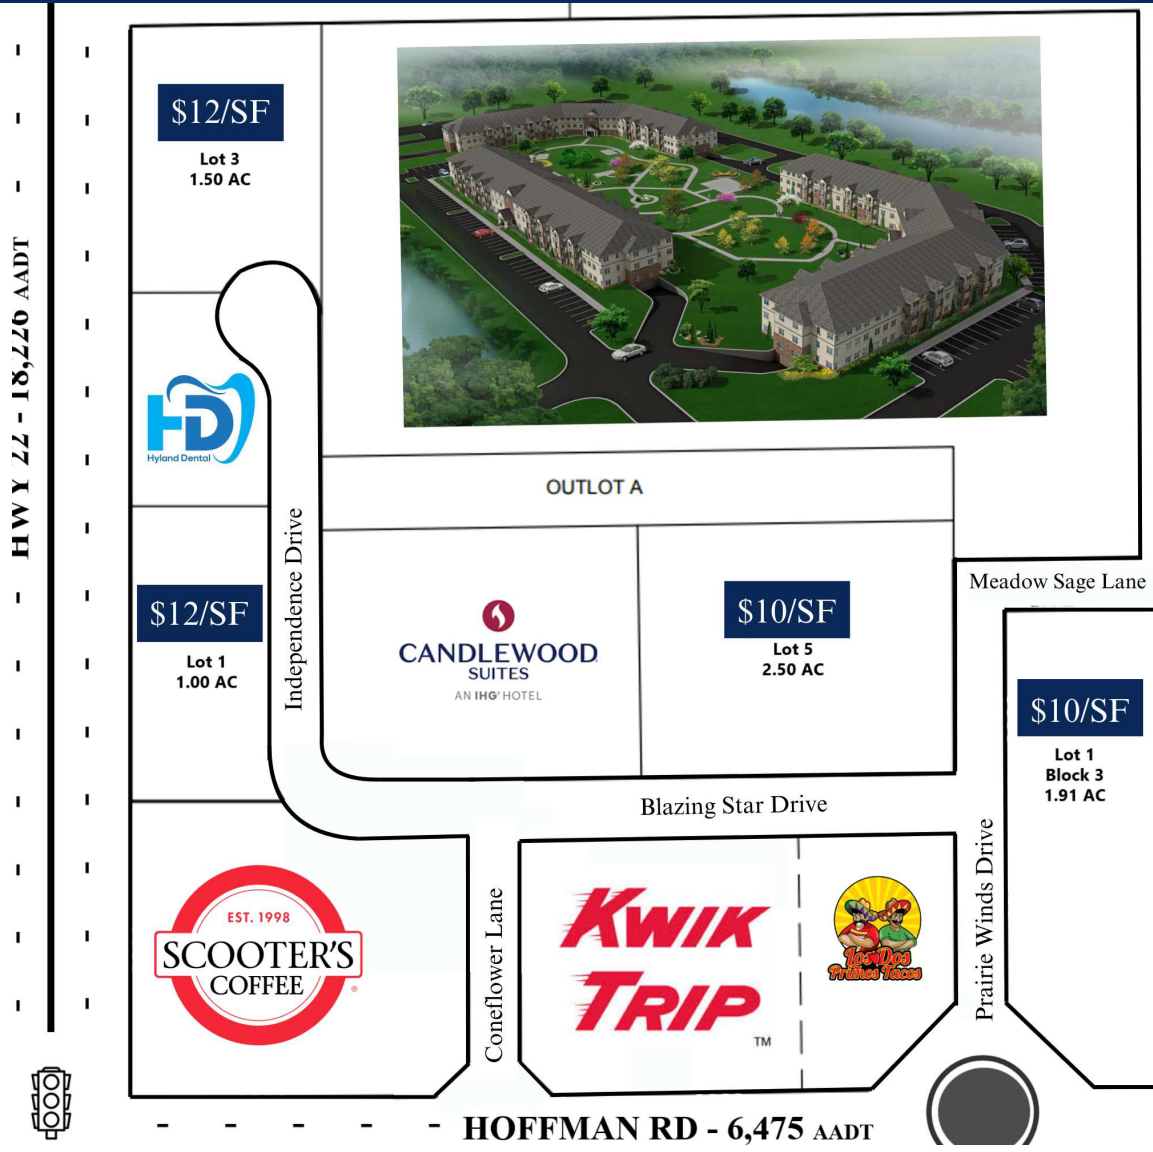 $12/SF
Lot 3
1.50 AC
HWY 22 - 18,226 AADT
HD
Hyland Dental
OUTLOT A
Independence Drive
Meadow Sage Lane
$12/SF
Lot 1
1.00 AC
CANDLEWOOD
SUITES
AN IHG® HOTEL
$10/SF
Lot 5
2.50 AC
$10/SF
Lot 1
Block 3
1.91 AC
Blazing Star Drive
Prairie Winds Drive
EST. 1998
SCOOTER'S
COFFEE
®
Coneflower Lane
KWIK
TRIP
TM
Los Dos
Primos Tacos
HOFFMAN RD - 6,475 AADT